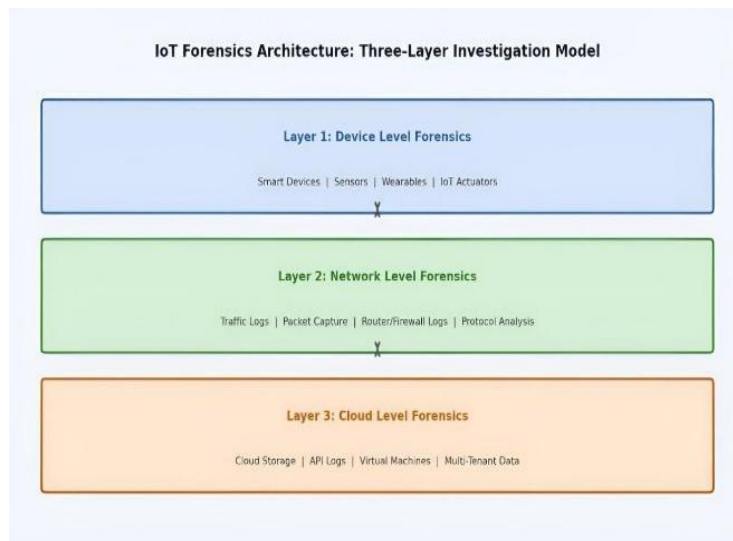 IoT Forensics Architecture: Three-Layer Investigation Model
Layer 1: Device Level Forensics
Smart Devices | Sensors | Wearables | IoT Actuators
Layer 2: Network Level Forensics
Traffic Logs | Packet Capture | Router/Firewall Logs | Protocol Analysis
Layer 3: Cloud Level Forensics
Cloud Storage | API Logs | Virtual Machines | Multi-Tenant Data